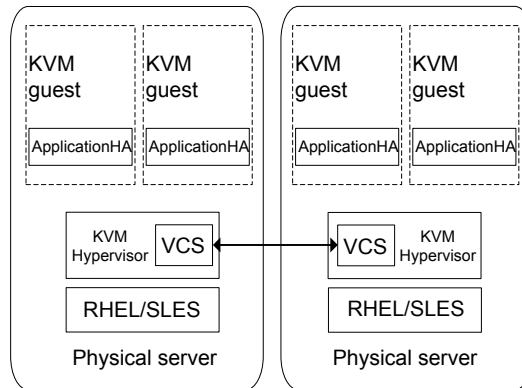 KVM
guest
KVM
guest
ApplicationHA
ApplicationHA
KVM
Hypervisor
VCS
RHEL/SLES
Physical server
KVM
guest
KVM
guest
ApplicationHA
ApplicationHA
VCS
KVM
Hypervisor
RHEL/SLES
Physical server